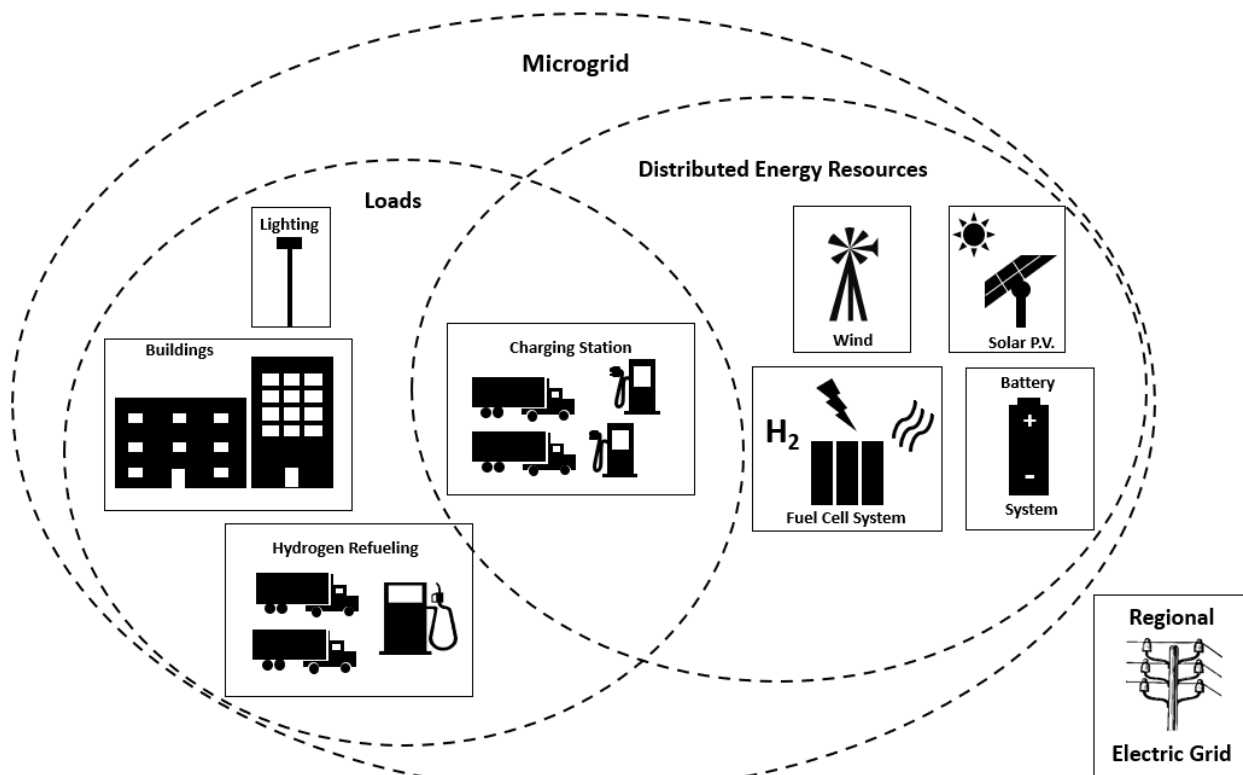 Microgrid
Distributed Energy Resources
Loads
Lighting
Wind
Solar P.V.
Buildings
Charging Station
H₂
Fuel Cell System
Battery
+
-
System
Hydrogen Refueling
Regional
Electric Grid